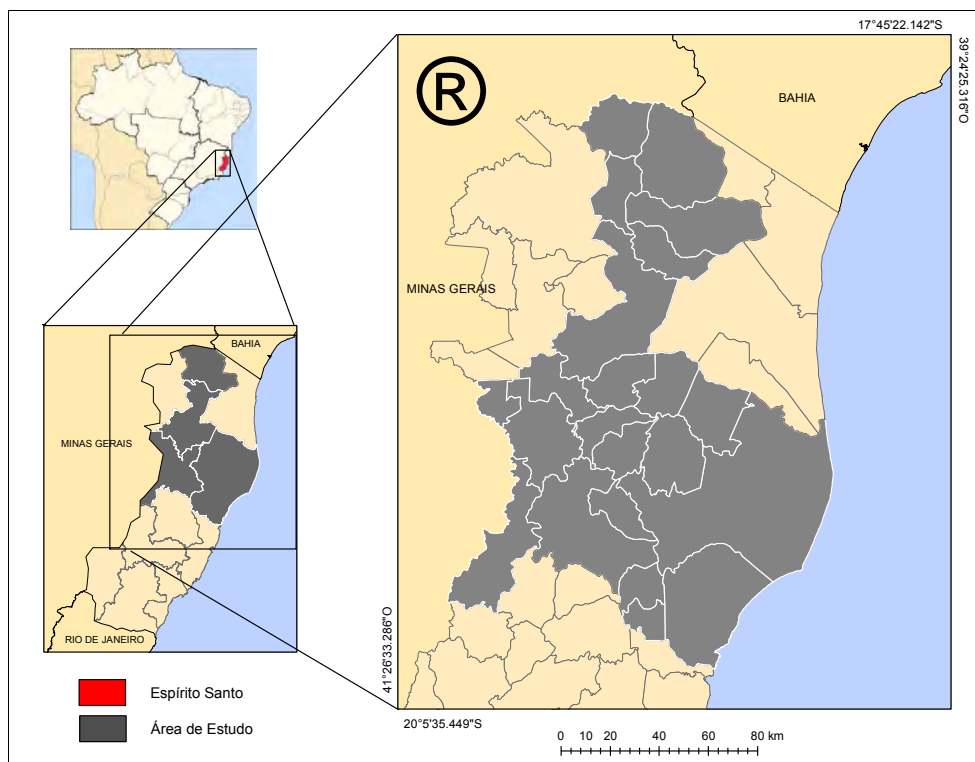 17°45'22.142"S
39°24'25.316"O
®
BAHIA
MINAS GERAIS
BAHIA
MINAS GERAIS
RIO DE JANEIRO
41°26'33.286"O
20°5'35.449"S
Espírito Santo
Área de Estudo
0 10 20 40 60 80 km